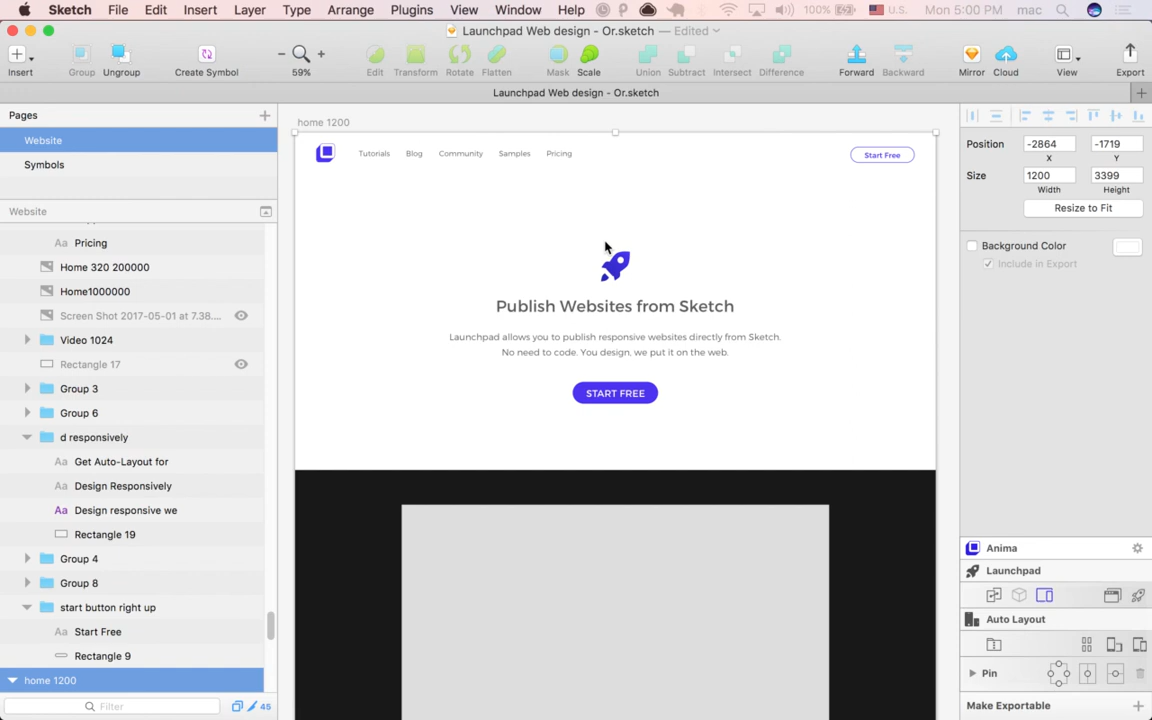 Sketch File Edit Insert Layer Type Arrange Plugins View Window Help 100% U.S. Mon 5:00 PM mac
Launchpad Web design - Or.sketch — Edited
Insert Group Ungroup Create Symbol 59% Edit Transform Rotate Flatten Mask Scale Union Subtract Intersect Difference Forward Backward Mirror Cloud View Export
Launchpad Web design - Or.sketch
Pages
Website
Symbols
Website
Pricing
Home 320 200000
Home1000000
Screen Shot 2017-05-01 at 7.38....
Video 1024
Rectangle 17
Group 3
Group 6
d responsively
Get Auto-Layout for
Design Responsively
Design responsive we
Rectangle 19
Group 4
Group 8
start button right up
Start Free
Rectangle 9
home 1200
Filter 45
home 1200
Tutorials Blog Community Samples Pricing Start Free
Publish Websites from Sketch
Launchpad allows you to publish responsive websites directly from Sketch.
No need to code. You design, we put it on the web.
START FREE
Position -2864 -1719
X Y
Size 1200 3399
Width Height
Resize to Fit
Background Color
Include in Export
Anima
Launchpad
Auto Layout
Pin
Make Exportable